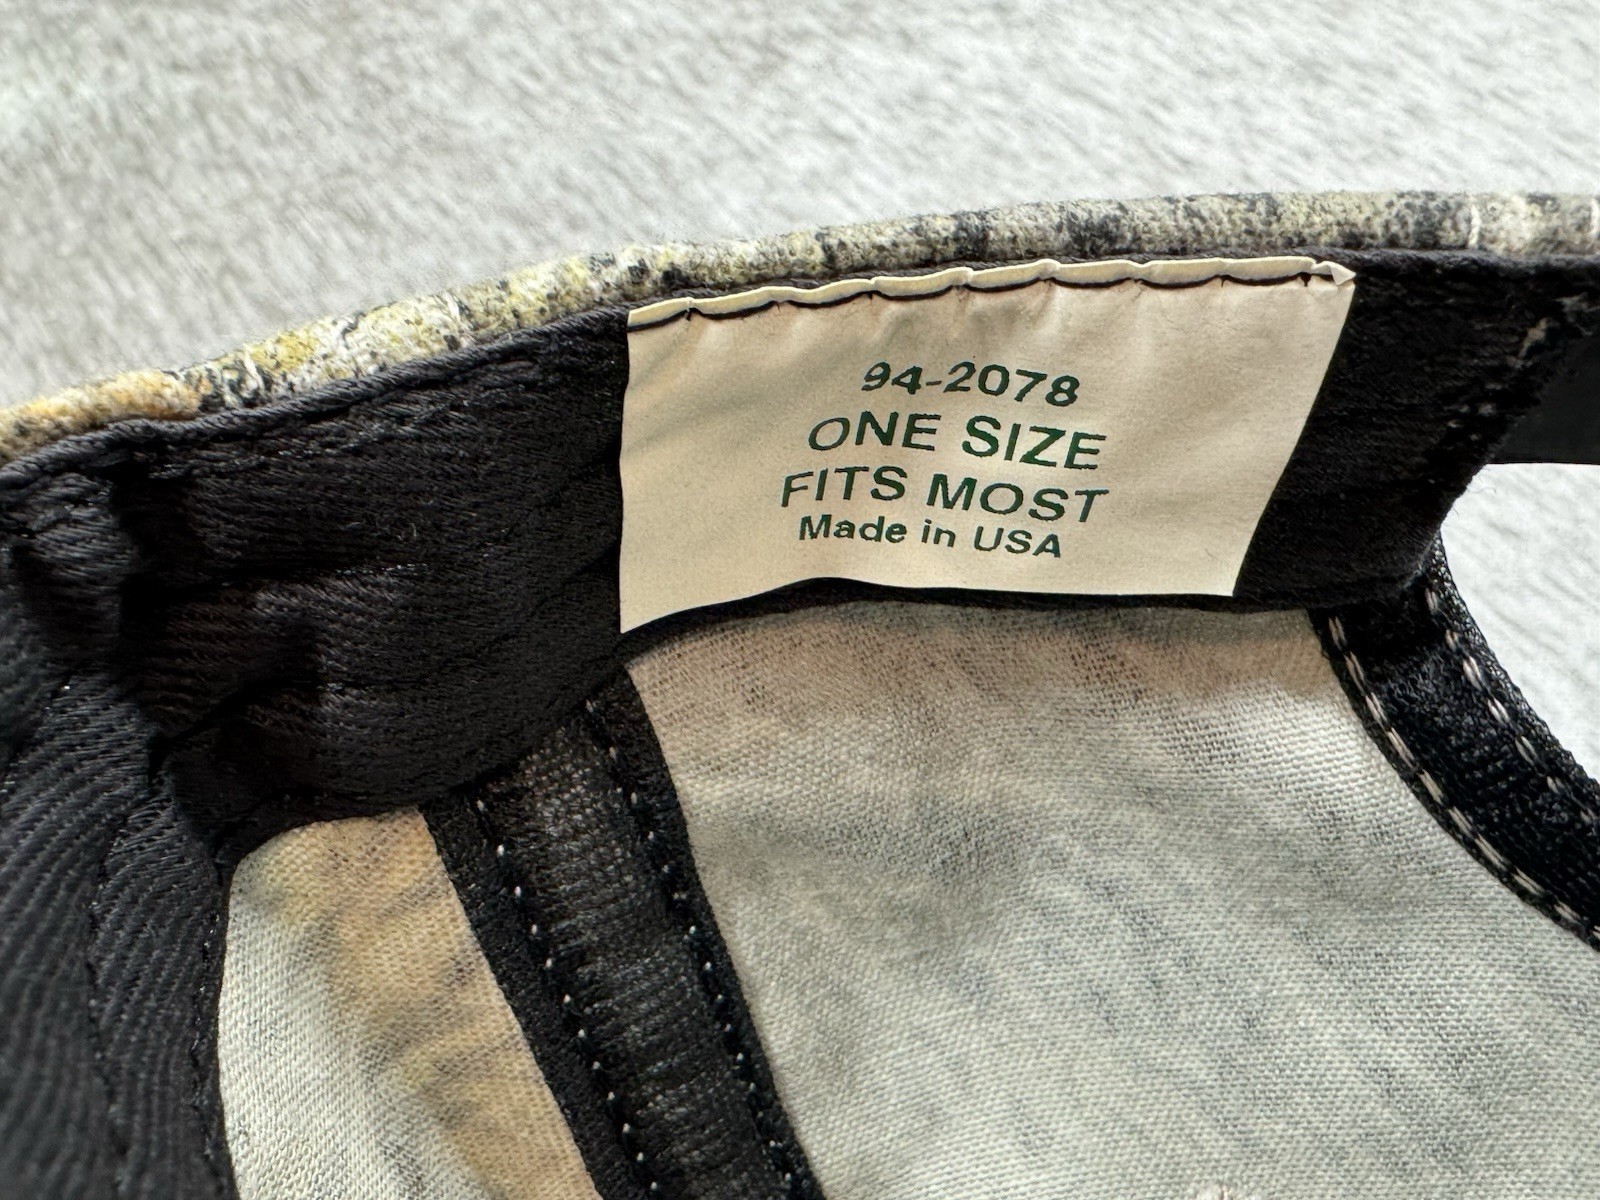 94-2078
ONE SIZE
FITS MOST
Made in USA